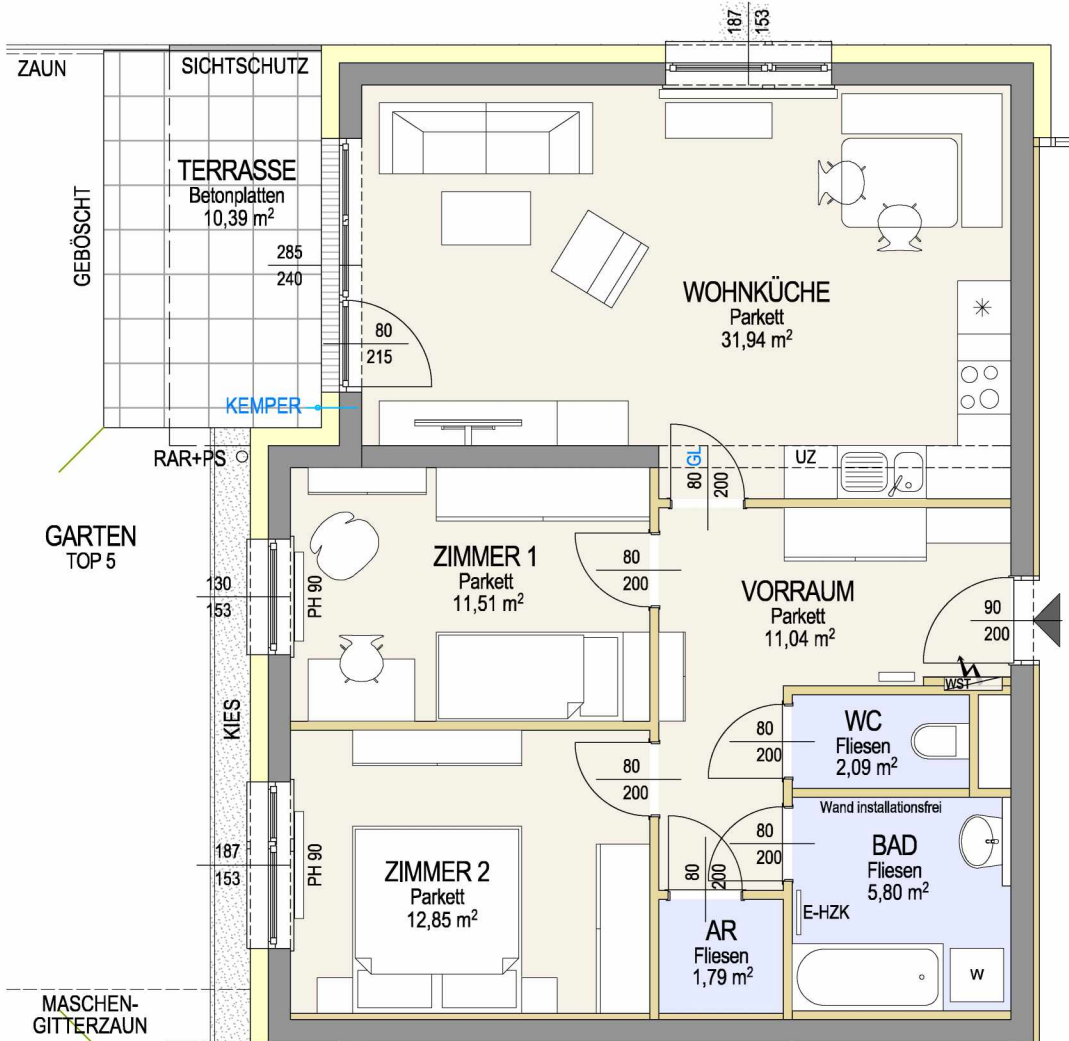 187
153
ZAUN
SICHTSCHUTZ
TERRASSE
Betonplatten
10,39 m²
GEBÖSCHT
285
240
80
215
WOHNKÜCHE
Parkett
31,94 m²
KEMPER
RAR+PS
GL
80
200
UZ
GARTEN
TOP 5
130
153
PH 90
ZIMMER 1
Parkett
11,51 m²
80
200
VORRAUM
Parkett
11,04 m²
90
200
WST
KIES
WC
Fliesen
2,09 m²
80
200
80
200
Wand installationsfrei
187
153
PH 90
ZIMMER 2
Parkett
12,85 m²
80
200
80
200
BAD
Fliesen
5,80 m²
E-HZK
AR
Fliesen
1,79 m²
W
MASCHEN-
GITTERZAUN